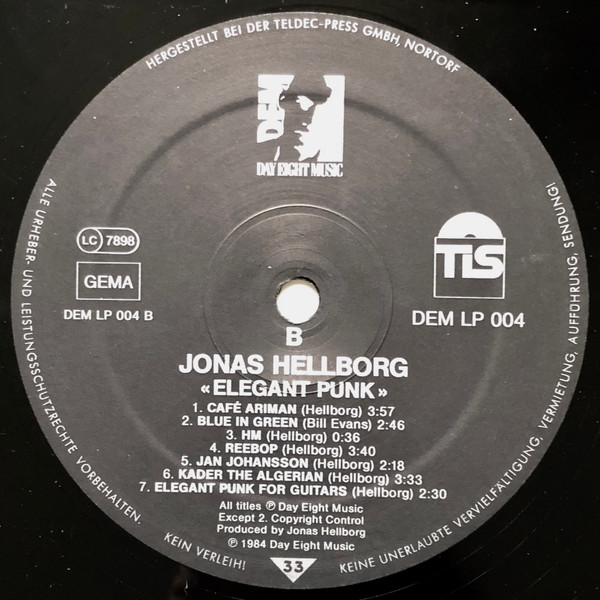 HERGESTELLT BEI DER TELDEC-PRESS GMBH, NORTORF
DEM
DAY EIGHT MUSIC
LC 7898
GEMA
DEM LP 004 B
TIS
DEM LP 004
B
JONAS HELLBORG
«ELEGANT PUNK»
1. CAFÉ ARIMAN (Hellborg) 3:57
2. BLUE IN GREEN (Bill Evans) 2:46
3. HM (Hellborg) 0:36
4. REEBOP (Hellborg) 3:40
5. JAN JOHANSSON (Hellborg) 2:18
6. KADER THE ALGERIAN (Hellborg) 3:33
7. ELEGANT PUNK FOR GUITARS (Hellborg) 2:30
All titles ℗ Day Eight Music
Except 2. Copyright Control
Produced by Jonas Hellborg
℗ 1984 Day Eight Music
33
ALLE URHEBER- UND LEISTUNGSSCHUTZRECHTE VORBEHALTEN.
KEIN VERLEIH!
KEINE UNERLAUBTE VERVIELFÄLTIGUNG, VERMIETUNG, AUFFÜHRUNG, SENDUNG!